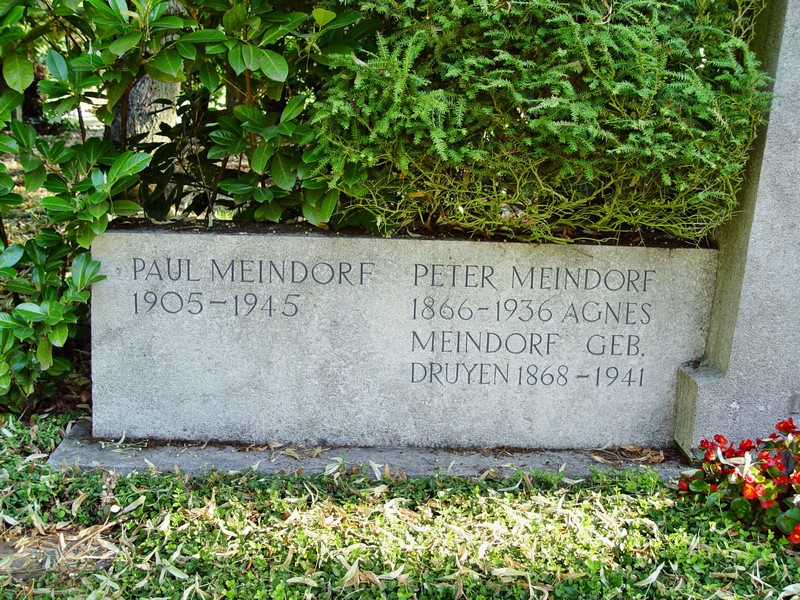 PAUL MEINDORF
1905-1945
PETER MEINDORF
1866-1936 AGNES
MEINDORF GEB.
DRUYEN 1868-1941